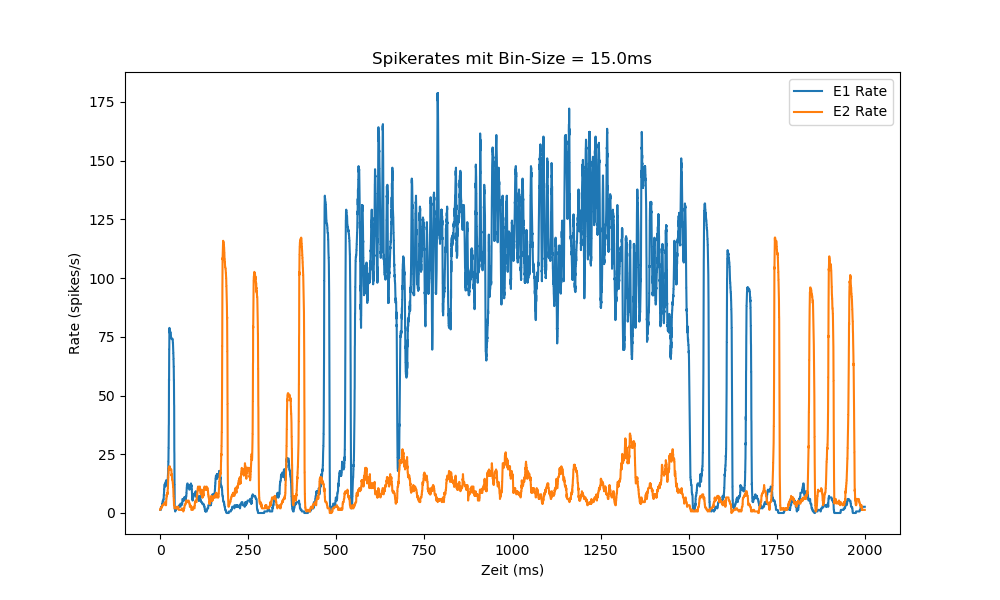 Spikerates mit Bin-Size = 15.0ms
E1 Rate
E2 Rate
Rate (spikes/s)
175
150
125
100
75
50
25
0
0 250 500 750 1000 1250 1500 1750 2000
Zeit (ms)